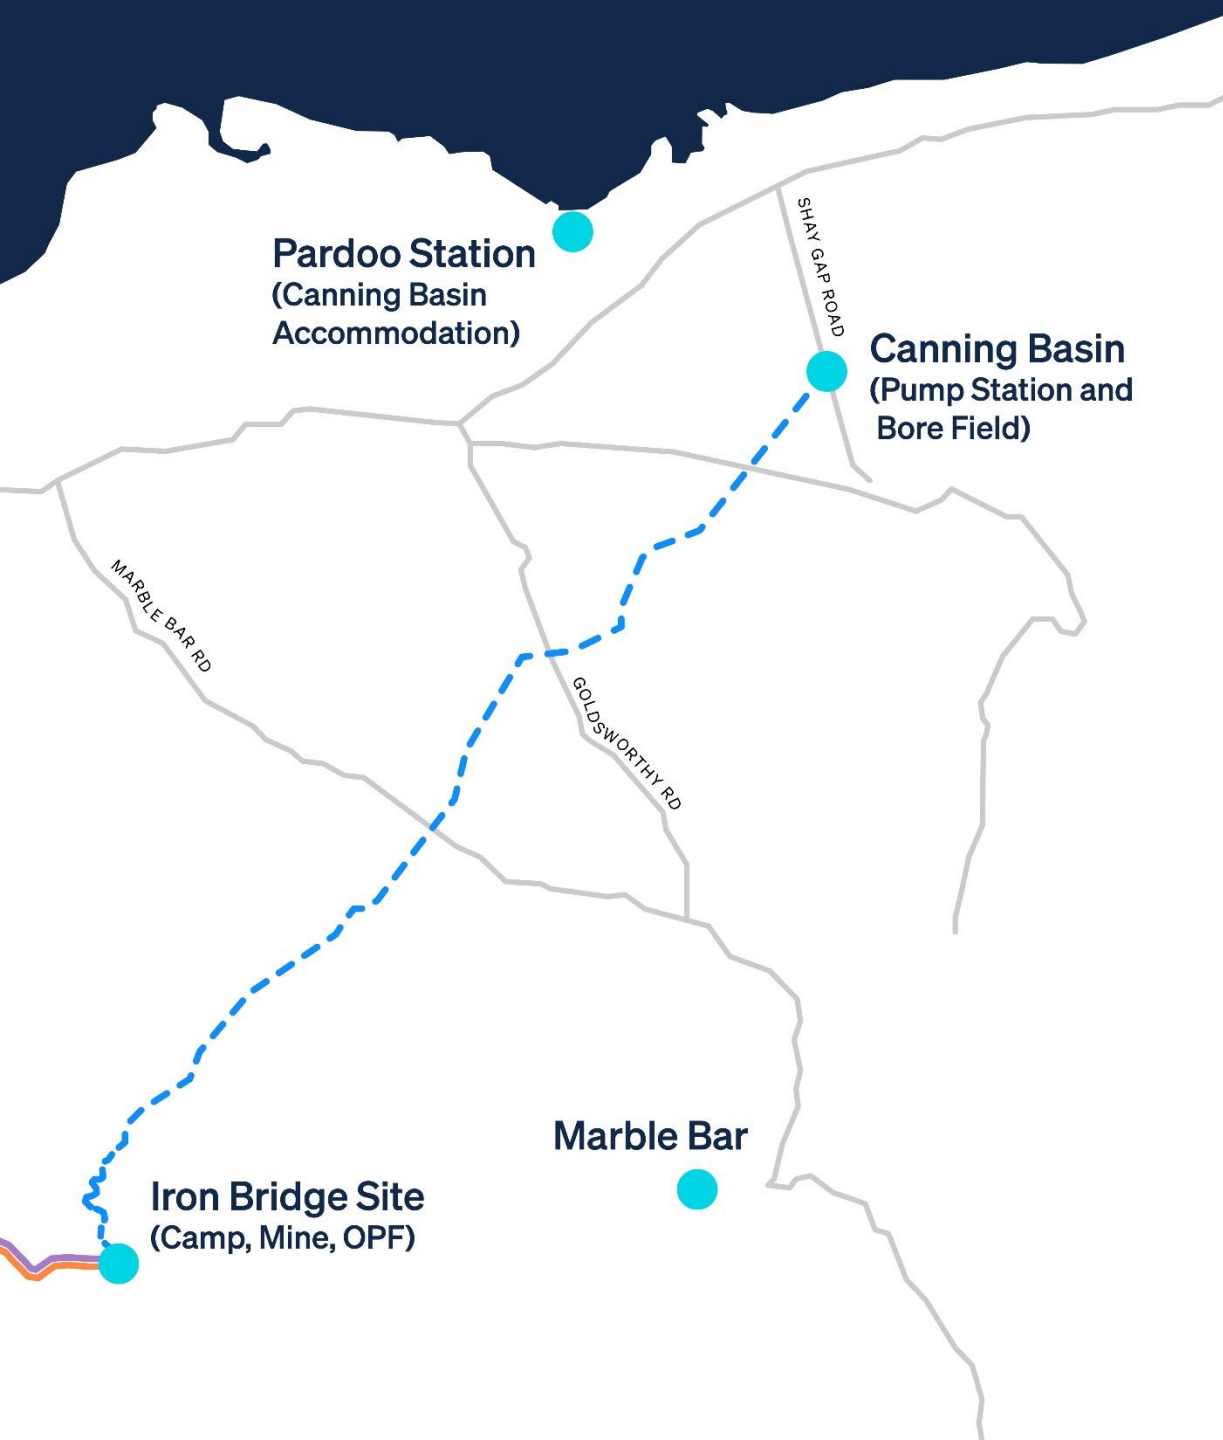 SHAY GAP ROAD
Pardoo Station
(Canning Basin
Accommodation)
Canning Basin
(Pump Station and
Bore Field)
MARBLE BAR RD
GOLDSWORTHY RD
Marble Bar
Iron Bridge Site
(Camp, Mine, OPF)